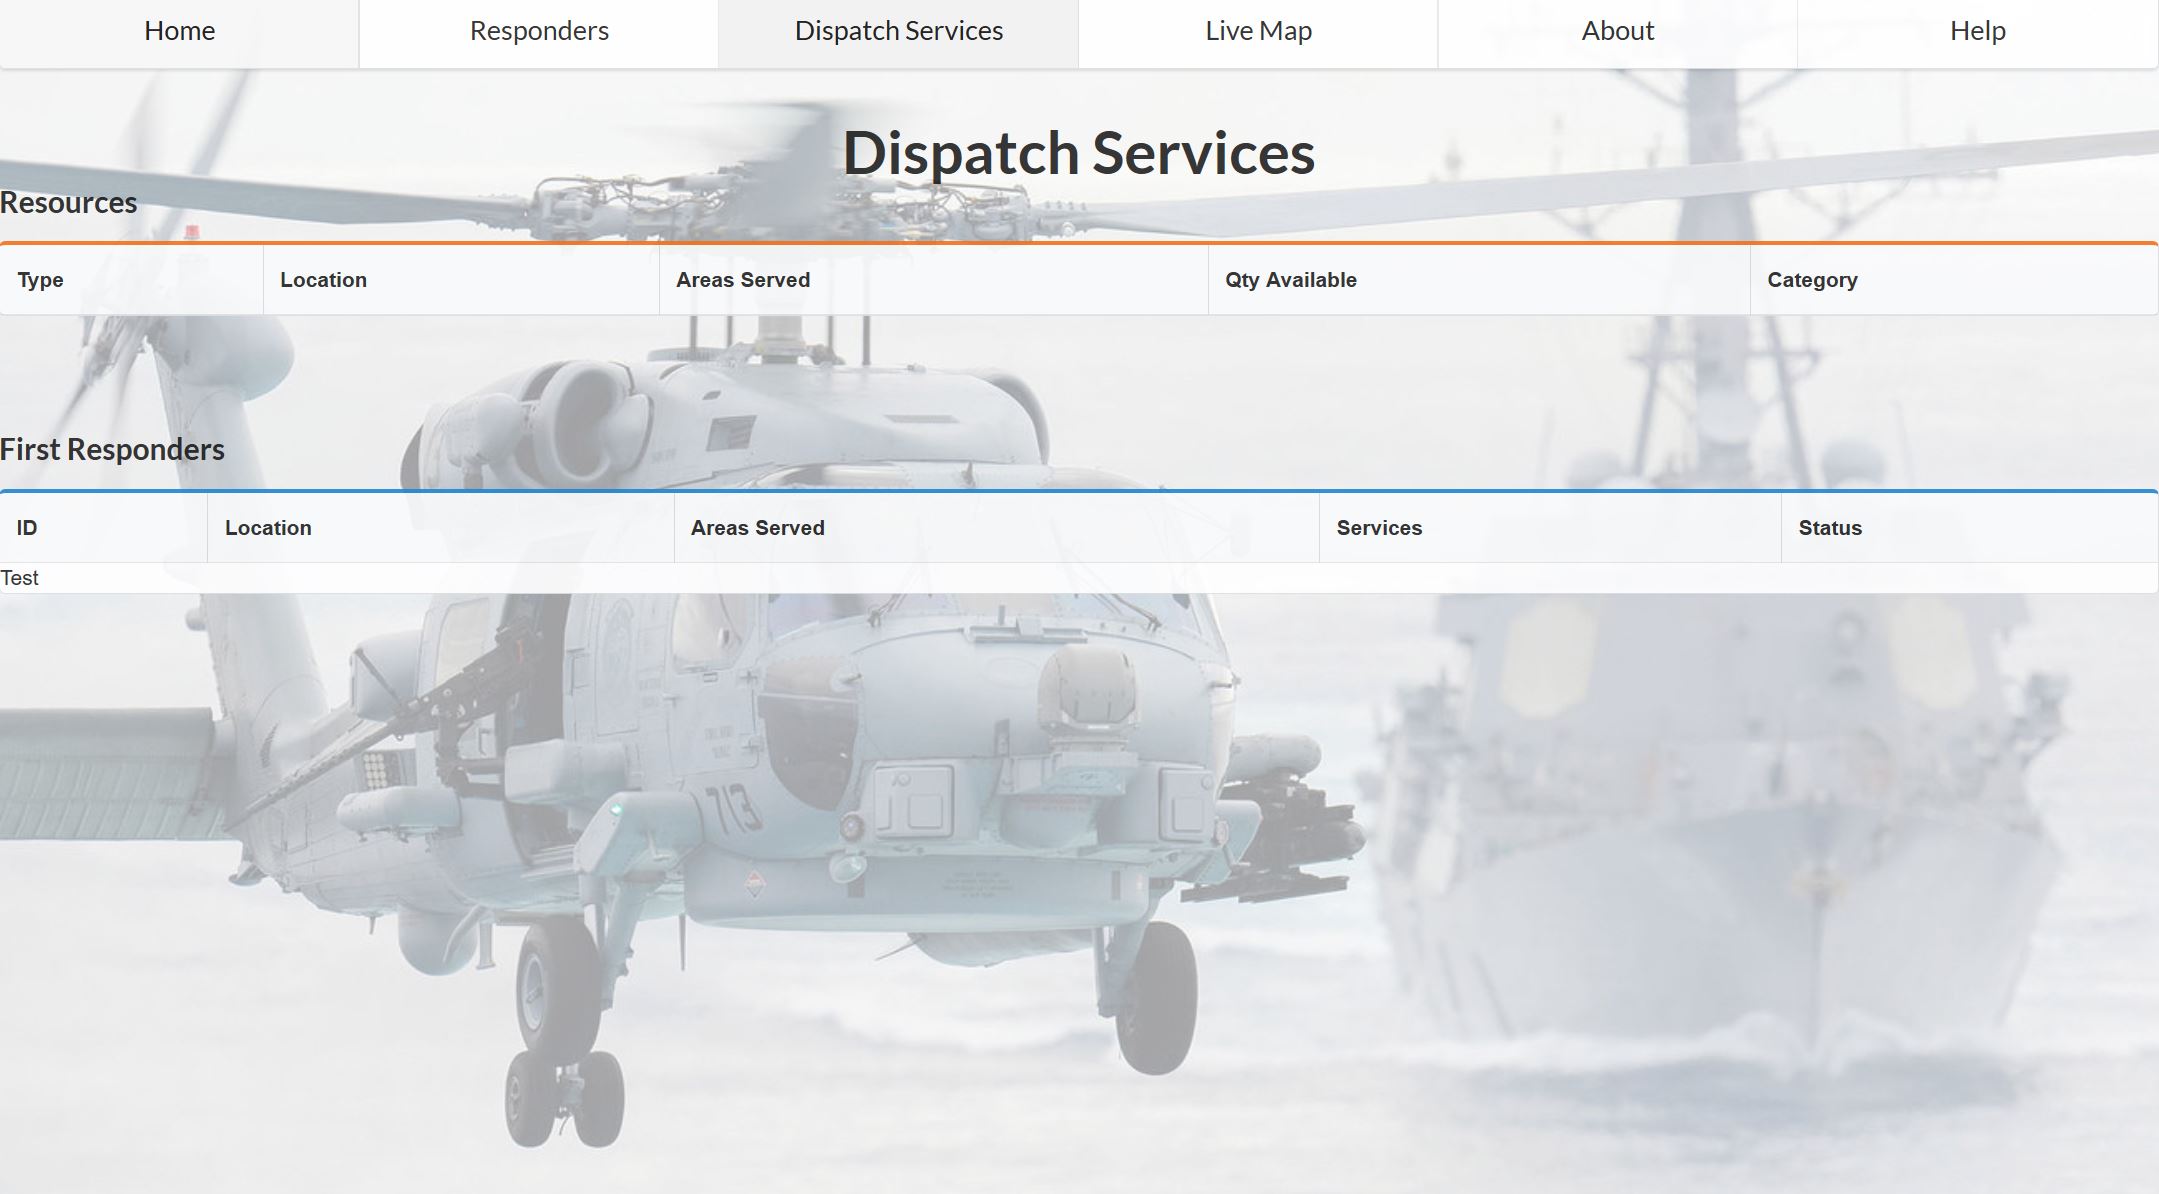 Home Responders Dispatch Services Live Map About Help
Dispatch Services
Resources
Type Location Areas Served Qty Available Category
First Responders
ID Location Areas Served Services Status
Test
713